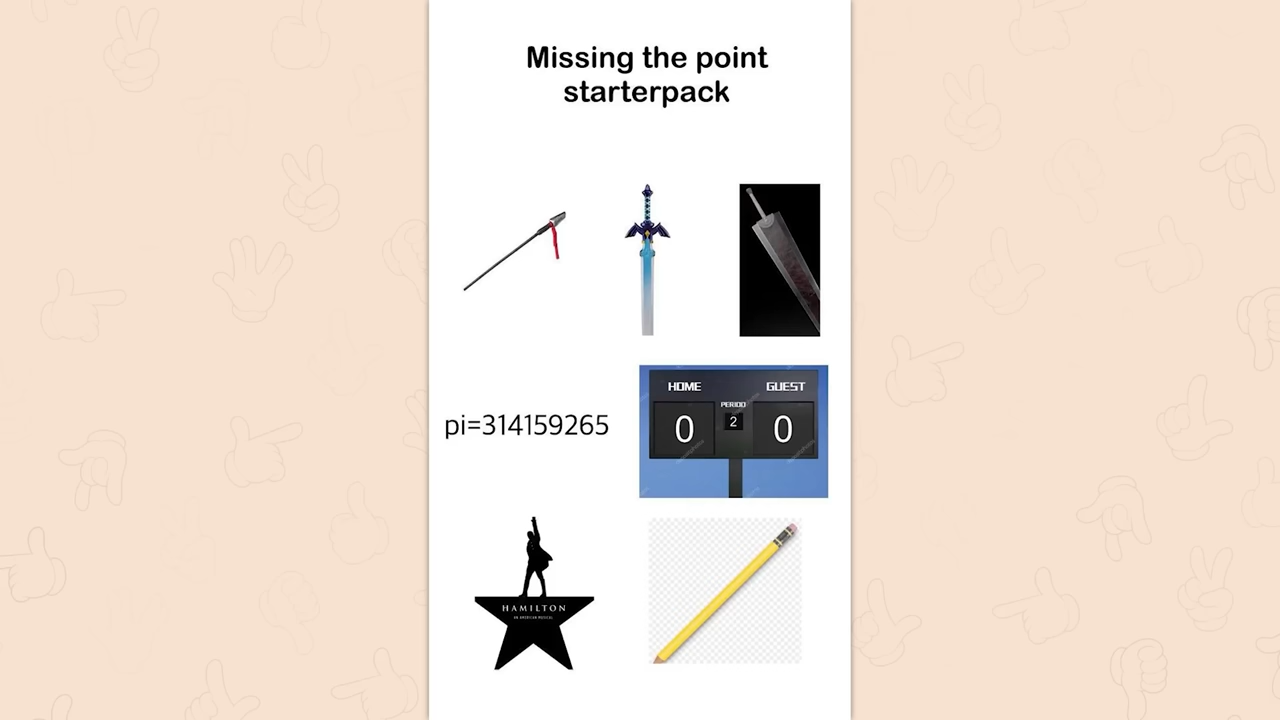 Missing the point
starterpack
HOME
GUEST
PERIOD
0
2
0
pi=314159265
HAMILTON
AN AMERICAN MUSICAL